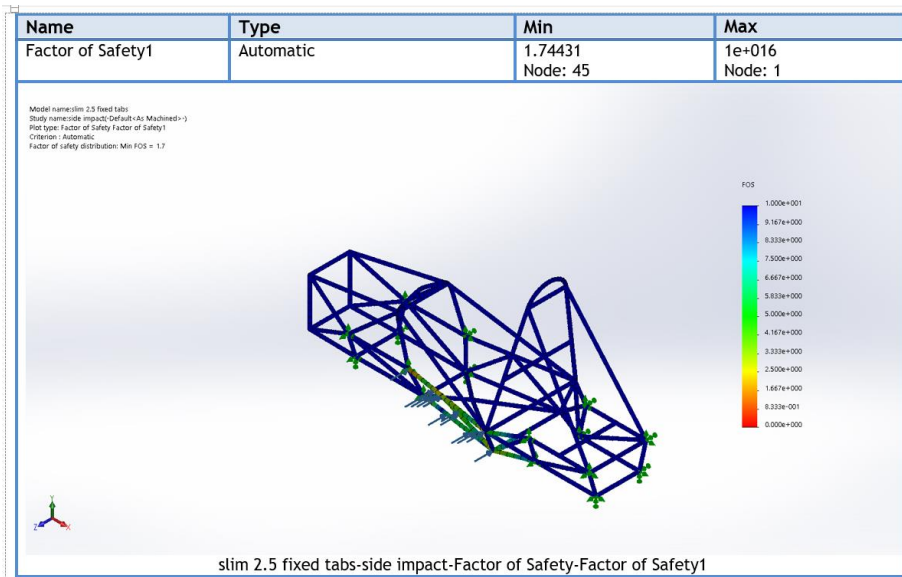 Name Type Min Max
Factor of Safety1 Automatic 1.74431 1e+016
Node: 45 Node: 1
Model name:slim 2.5 fixed tabs
Study name:side impact(-Default<As Machined>-)
Plot type: Factor of Safety Factor of Safety1
Criterion : Automatic
Factor of safety distribution: Min FOS = 1.7
FOS
1.000e+001
9.167e+000
8.333e+000
7.500e+000
6.667e+000
5.833e+000
5.000e+000
4.167e+000
3.333e+000
2.500e+000
1.667e+000
8.333e-001
0.000e+000
Y
Z X
slim 2.5 fixed tabs-side impact-Factor of Safety-Factor of Safety1